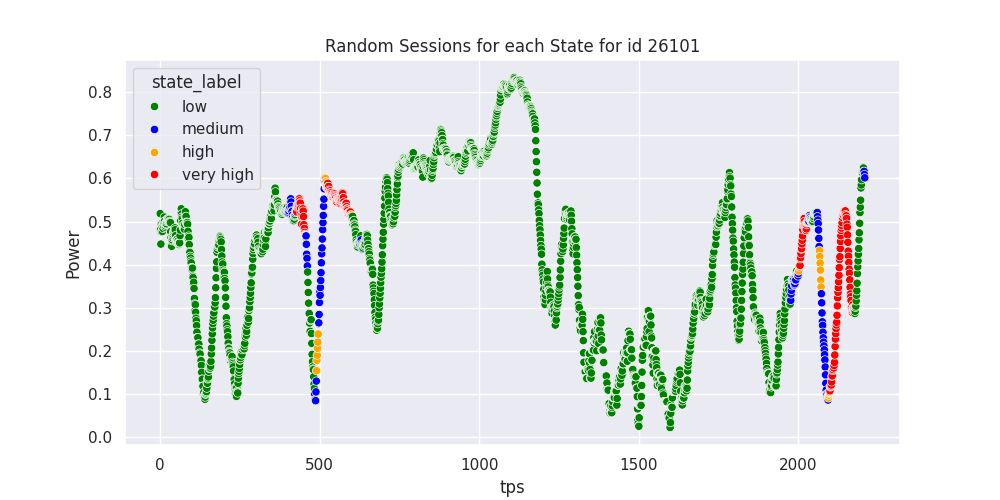 Random Sessions for each State for id 26101
state_label
low
medium
high
very high
Power
0.8
0.7
0.6
0.5
0.4
0.3
0.2
0.1
0.0
0 500 1000 1500 2000
tps